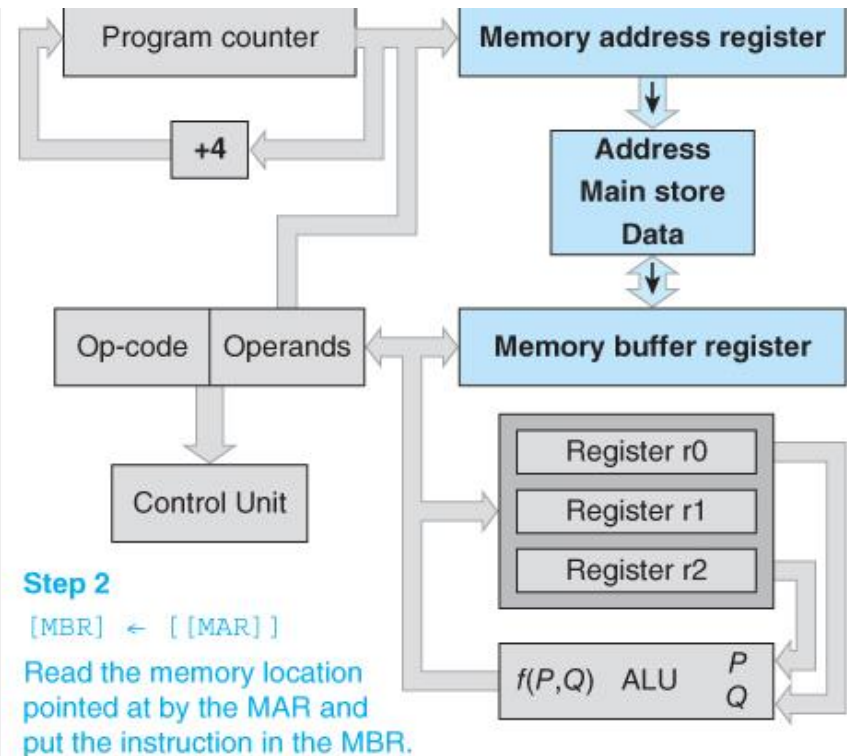 Program counter
Memory address register
+4
Address
Main store
Data
Op-code
Operands
Memory buffer register
Register r0
Control Unit
Register r1
Register r2
Step 2
[MBR] ← [[MAR]]
Read the memory location
pointed at by the MAR and
put the instruction in the MBR.
f(P,Q) ALU
P
Q